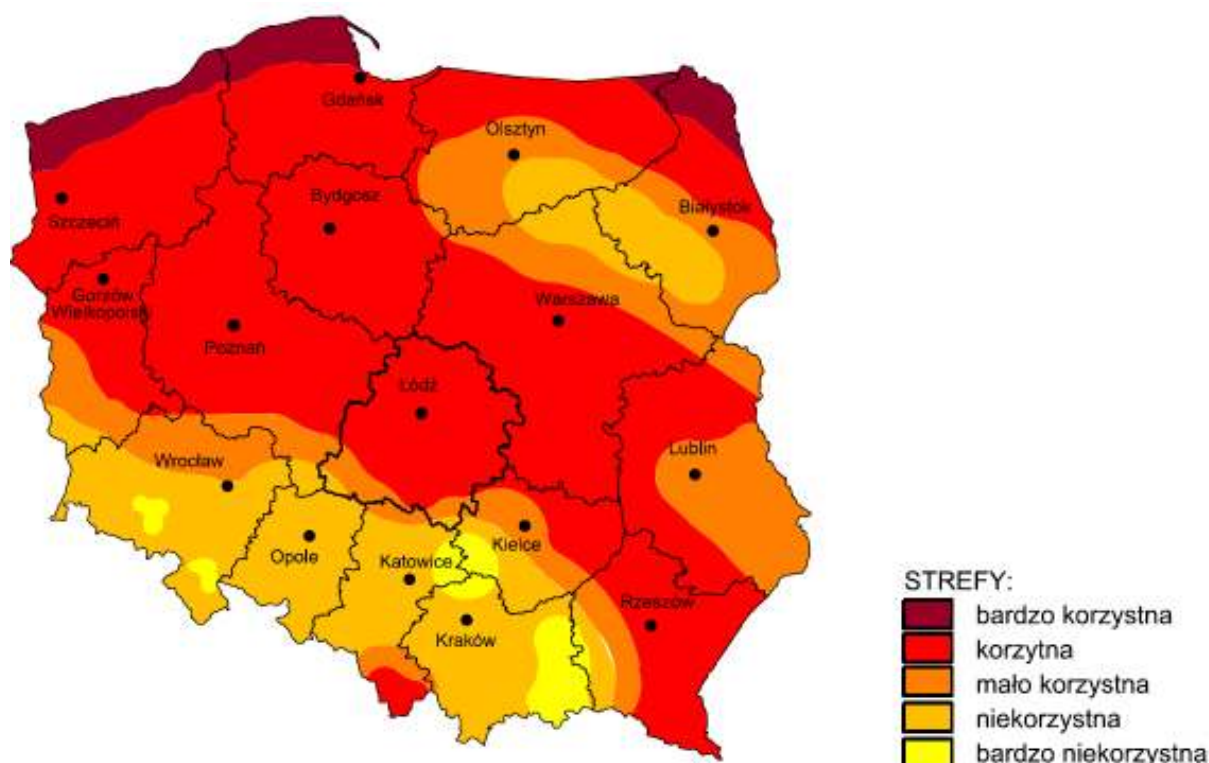 Gdańsk
Olsztyn
Bydgosz
Białystok
Szczecin
Gorzów
Wielkopolsk
Warszawa
Poznań
Łódź
Lublin
Wrocław
Kielce
Opole
Katowice
Rzeszów
Kraków
STREFY:
bardzo korzystna
korzytna
mało korzystna
niekorzystna
bardzo niekorzystna